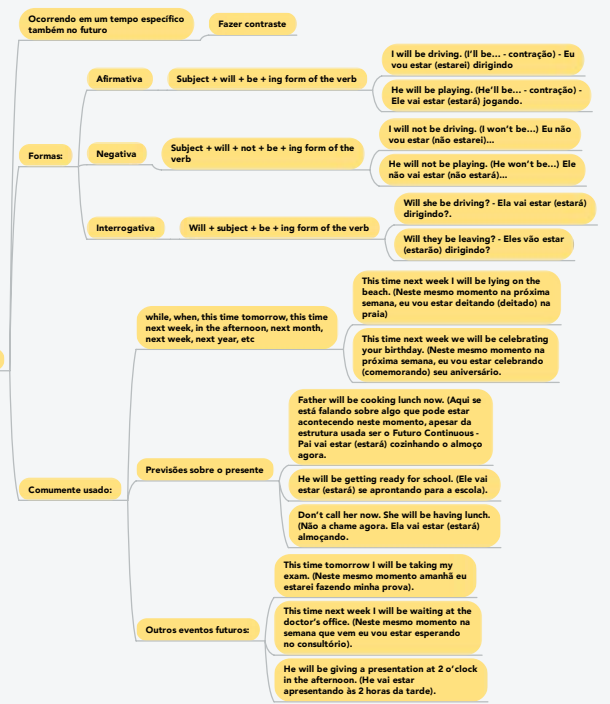 Ocorrendo em um tempo específico
também no futuro
Fazer contraste
Formas:
Afirmativa
Subject + will + be + ing form of the verb
I will be driving. (I'll be... - contração) - Eu
vou estar (estarei) dirigindo
He will be playing. (He'll be... - contração) -
Ele vai estar (estará) jogando.
Negativa
Subject + will + not + be + ing form of the
verb
I will not be driving. (I won't be...) Eu não
vou estar (não estarei)...
He will not be playing. (He won't be...) Ele
não vai estar (não estará)...
Interrogativa
Will + subject + be + ing form of the verb
Will she be driving? - Ela vai estar (estará)
dirigindo?.
Will they be leaving? - Eles vão estar
(estarão) dirigindo?
Comumente usado:
while, when, this time tomorrow, this time
next week, in the afternoon, next month,
next week, next year, etc
This time next week I will be lying on the
beach. (Neste mesmo momento na próxima
semana, eu vou estar deitando (deitado) na
praia)
This time next week we will be celebrating
your birthday. (Neste mesmo momento na
próxima semana, eu vou estar celebrando
(comemorando) seu aniversário.
Previsões sobre o presente
Father will be cooking lunch now. (Aqui se
está falando sobre algo que pode estar
acontecendo neste momento, apesar da
estrutura usada ser o Futuro Continuous -
Pai vai estar (estará) cozinhando o almoço
agora.
He will be getting ready for school. (Ele vai
estar (estará) se aprontando para a escola).
Don't call her now. She will be having lunch.
(Não a chame agora. Ela vai estar (estará)
almoçando.
Outros eventos futuros:
This time tomorrow I will be taking my
exam. (Neste mesmo momento amanhã eu
estarei fazendo minha prova).
This time next week I will be waiting at the
doctor's office. (Neste mesmo momento na
semana que vem eu vou estar esperando
no consultório).
He will be giving a presentation at 2 o'clock
in the afternoon. (He vai estar
apresentando às 2 horas da tarde).